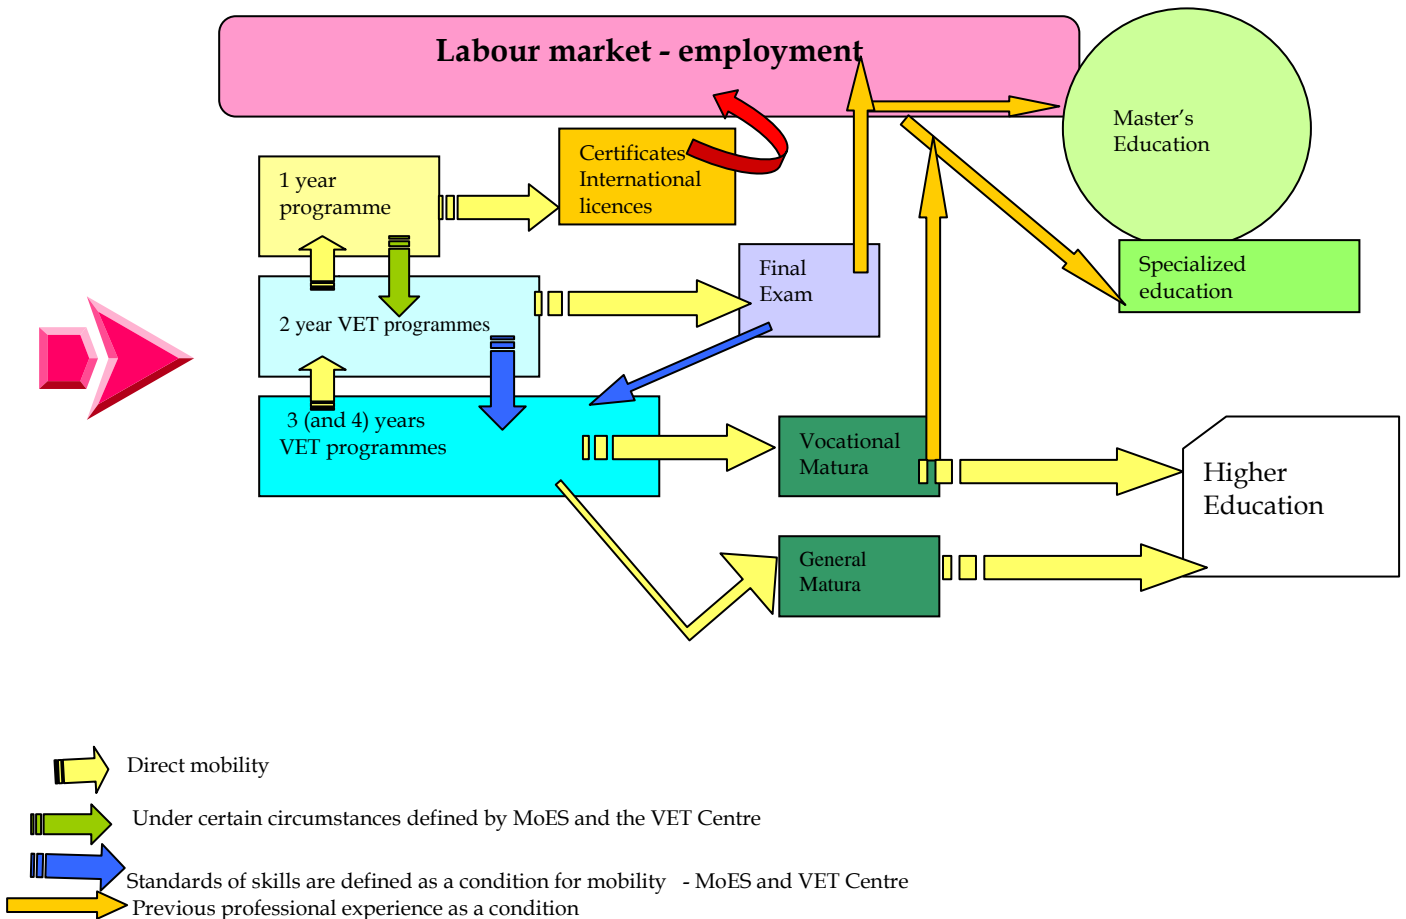 Labour market - employment
Master's
Education
Certificates
International
licences
1 year
programme
Final
Exam
Specialized
education
2 year VET programmes
3 (and 4) years
VET programmes
Vocational
Matura
Higher
Education
General
Matura
Direct mobility
Under certain circumstances defined by MoES and the VET Centre
Standards of skills are defined as a condition for mobility - MoES and VET Centre
Previous professional experience as a condition